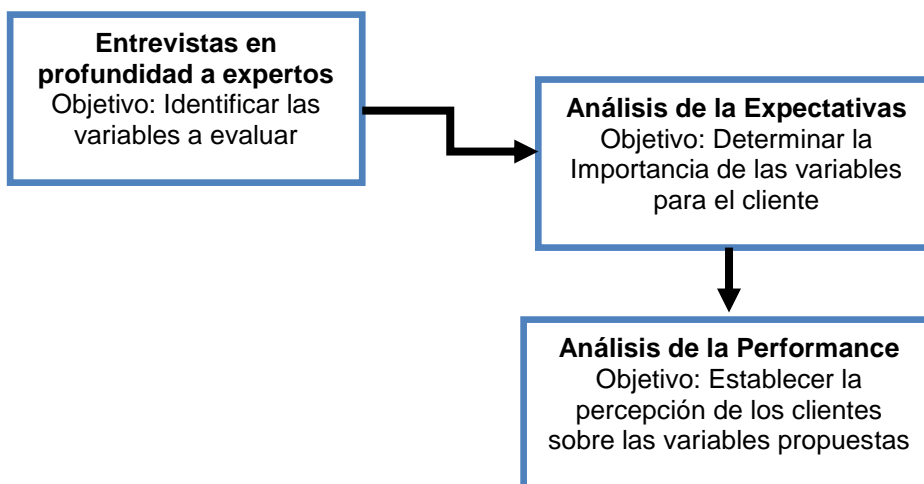 Entrevistas en
profundidad a expertos
Objetivo: Identificar las
variables a evaluar
Análisis de la Expectativas
Objetivo: Determinar la
Importancia de las variables
para el cliente
Análisis de la Performance
Objetivo: Establecer la
percepción de los clientes
sobre las variables propuestas